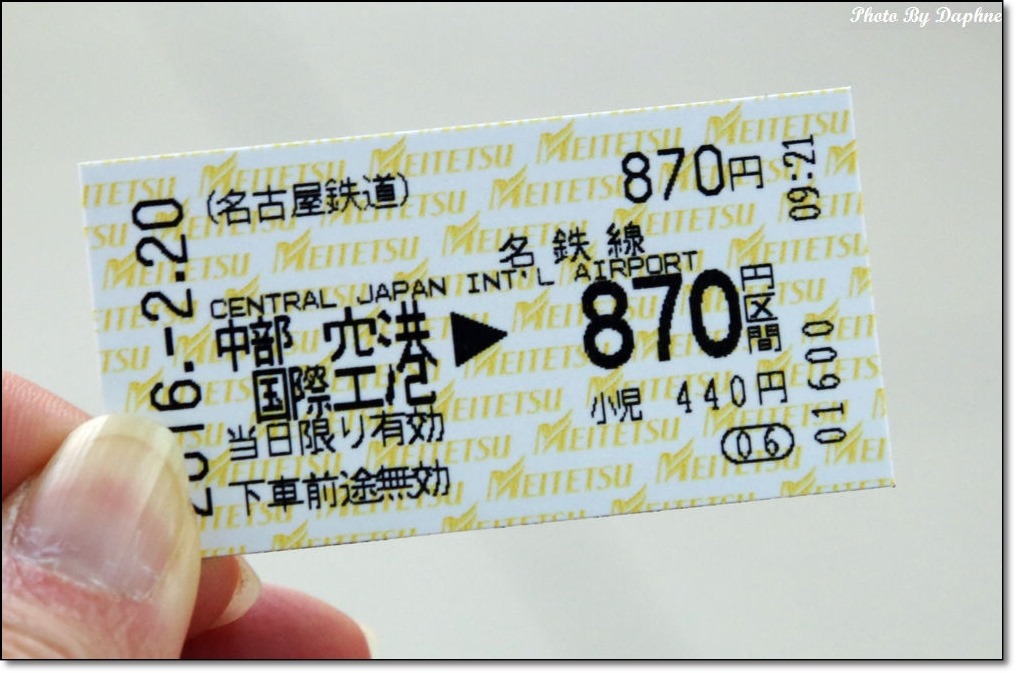 Photo By Daphne
(名古屋鉄道)
870円
09:21
名鉄線
CENTRAL JAPAN INT'L AIRPORT
中部国際空港 ▶ 870円区間
小児 440円
当日限り有効
下車前途無効
06
01600
2016.-2.20
MEITETSU